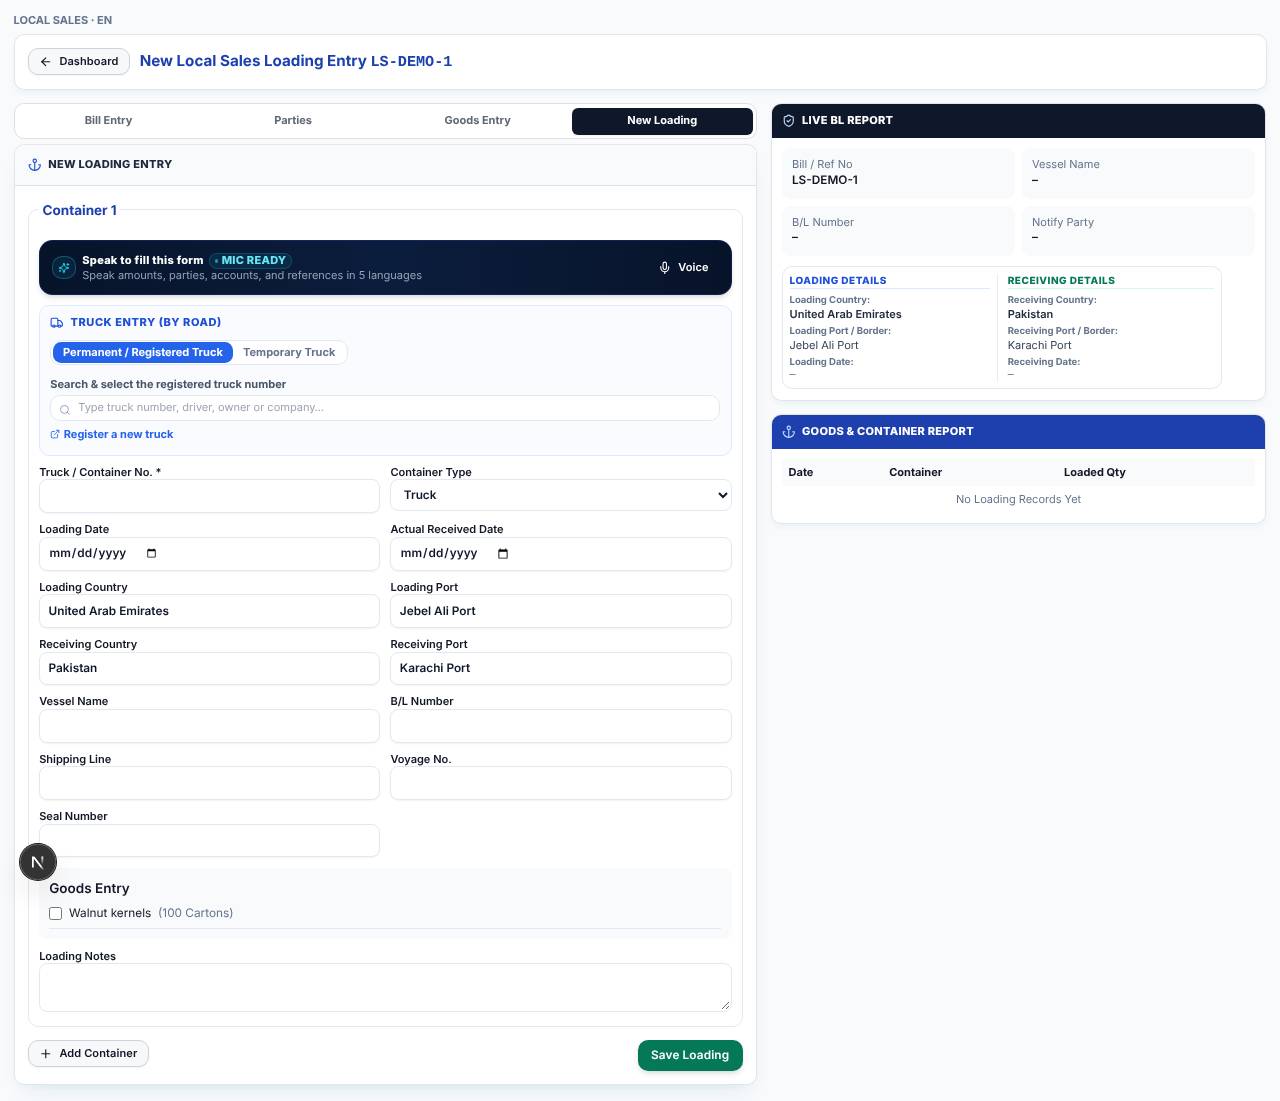 LOCAL SALES · EN
Dashboard
New Local Sales Loading Entry LS-DEMO-1
Bill Entry
Parties
Goods Entry
New Loading
NEW LOADING ENTRY
Container 1
Speak to fill this form
MIC READY
Speak amounts, parties, accounts, and references in 5 languages
Voice
TRUCK ENTRY (BY ROAD)
Permanent / Registered Truck
Temporary Truck
Search & select the registered truck number
Type truck number, driver, owner or company...
Register a new truck
Truck / Container No. *
Container Type
Truck
Loading Date
Actual Received Date
mm/dd/yyyy
mm/dd/yyyy
Loading Country
Loading Port
United Arab Emirates
Jebel Ali Port
Receiving Country
Receiving Port
Pakistan
Karachi Port
Vessel Name
B/L Number
Shipping Line
Voyage No.
Seal Number
N
Goods Entry
Walnut kernels (100 Cartons)
Loading Notes
Add Container
Save Loading
LIVE BL REPORT
Bill / Ref No
LS-DEMO-1
Vessel Name
–
B/L Number
–
Notify Party
–
LOADING DETAILS
Loading Country:
United Arab Emirates
Loading Port / Border:
Jebel Ali Port
Loading Date:
–
RECEIVING DETAILS
Receiving Country:
Pakistan
Receiving Port / Border:
Karachi Port
Receiving Date:
–
GOODS & CONTAINER REPORT
Date
Container
Loaded Qty
No Loading Records Yet